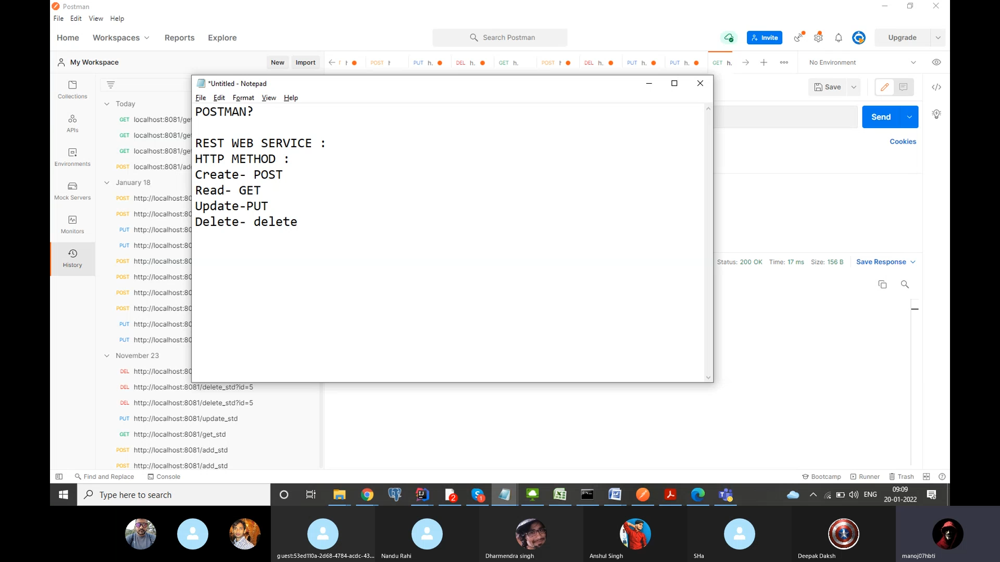 Postman
File Edit View Help
Home Workspaces Reports Explore
Search Postman
Invite
Upgrade
My Workspace
New Import
POST h
PUT h.
DEL h.
GET h.
POST h
DEL h.
PUT h.
PUT h.
GET h.
No Environment
*Untitled - Notepad
File Edit Format View Help
POSTMAN?
REST WEB SERVICE :
HTTP METHOD :
Create- POST
Read- GET
Update-PUT
Delete- delete
Save
Send
Cookies
Status: 200 OK Time: 17 ms Size: 156 B
Save Response
Collections
APIs
Environments
Mock Servers
Monitors
History
Today
GET localhost:8081/ge
GET localhost:8081/ge
GET localhost:8081/ge
POST localhost:8081/ad
January 18
POST http://localhost:80
POST http://localhost:80
PUT http://localhost:80
PUT http://localhost:80
POST http://localhost:80
POST http://localhost:80
POST http://localhost:80
POST http://localhost:80
PUT http://localhost:80
PUT http://localhost:80
November 23
DEL http://localhost:80
DEL http://localhost:8081/delete_std?id=5
DEL http://localhost:8081/delete_std?id=5
PUT http://localhost:8081/update_std
GET http://localhost:8081/get_std
POST http://localhost:8081/add_std
POST http://localhost:8081/add_std
Find and Replace Console
Bootcamp Runner Trash
Type here to search
2
1
ENG
09:09
20-01-2022
guest:53ed110a-2d68-4784-acdc-43...
Nandu Rahi
Dharmendra singh
Anshul Singh
SHa
Deepak Daksh
manoj07hbti